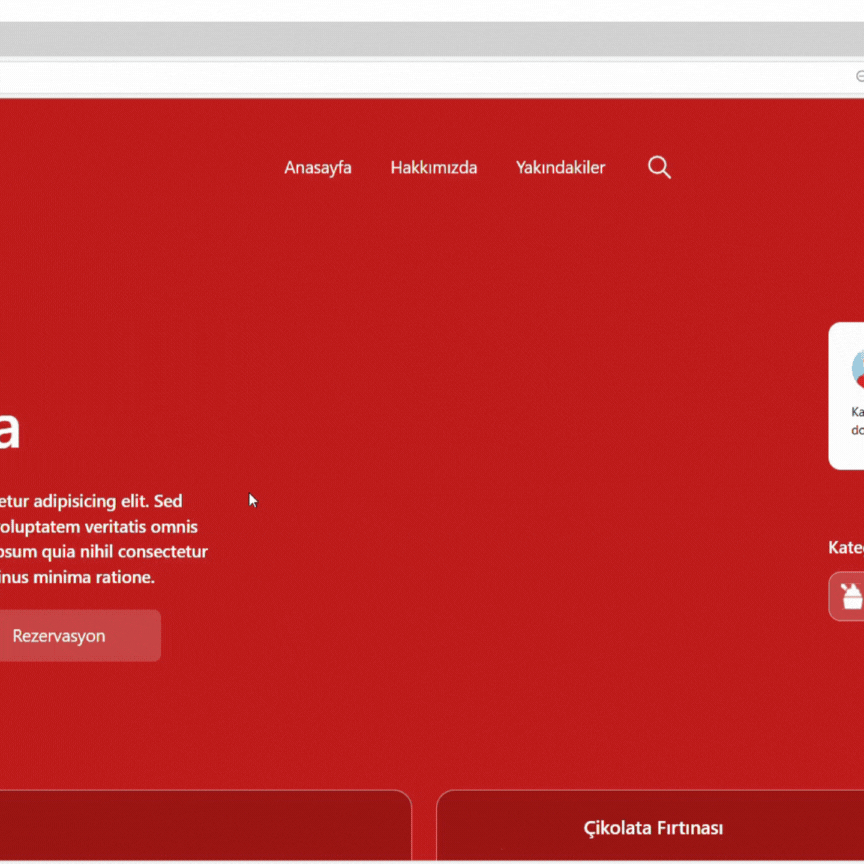 Anasayfa Hakkımızda Yakındakiler
a
etur adipisicing elit. Sed
oluptatem veritatis omnis
psum quia nihil consectetur
inus minima ratione.
Rezervasyon
Ka
do
Kate
Çikolata Fırtınası